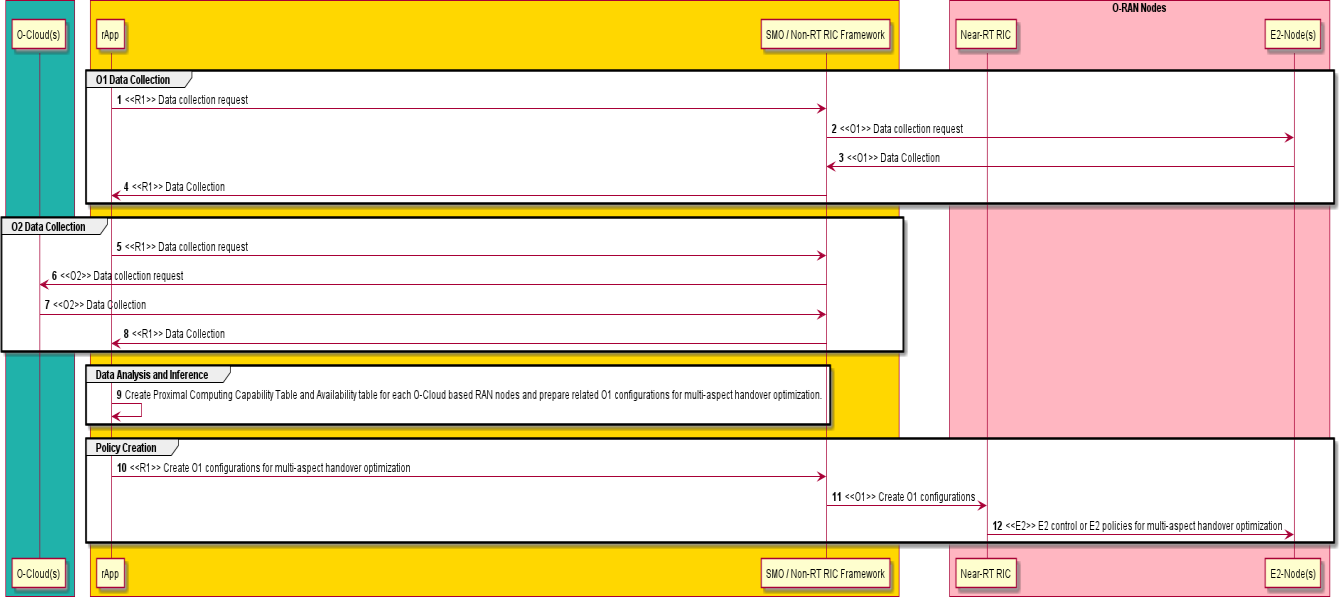 O-RAN Nodes
O-Cloud(s)
rApp
SMO / Non-RT RIC Framework
Near-RT RIC
E2-Node(s)
O1 Data Collection
1 <<R1>> Data collection request
2 <<O1>> Data collection request
3 <<O1>> Data Collection
4 <<R1>> Data Collection
O2 Data Collection
5 <<R1>> Data collection request
6 <<O2>> Data collection request
7 <<O2>> Data Collection
8 <<R1>> Data Collection
Data Analysis and Inference
9 Create Proximal Computing Capability Table and Availability table for each O-Cloud based RAN nodes and prepare related O1 configurations for multi-aspect handover optimization.
Policy Creation
10 <<R1>> Create O1 configurations for multi-aspect handover optimization
11 <<O1>> Create O1 configurations
12 <<E2>> E2 control or E2 policies for multi-aspect handover optimization
O-Cloud(s)
rApp
SMO / Non-RT RIC Framework
Near-RT RIC
E2-Node(s)